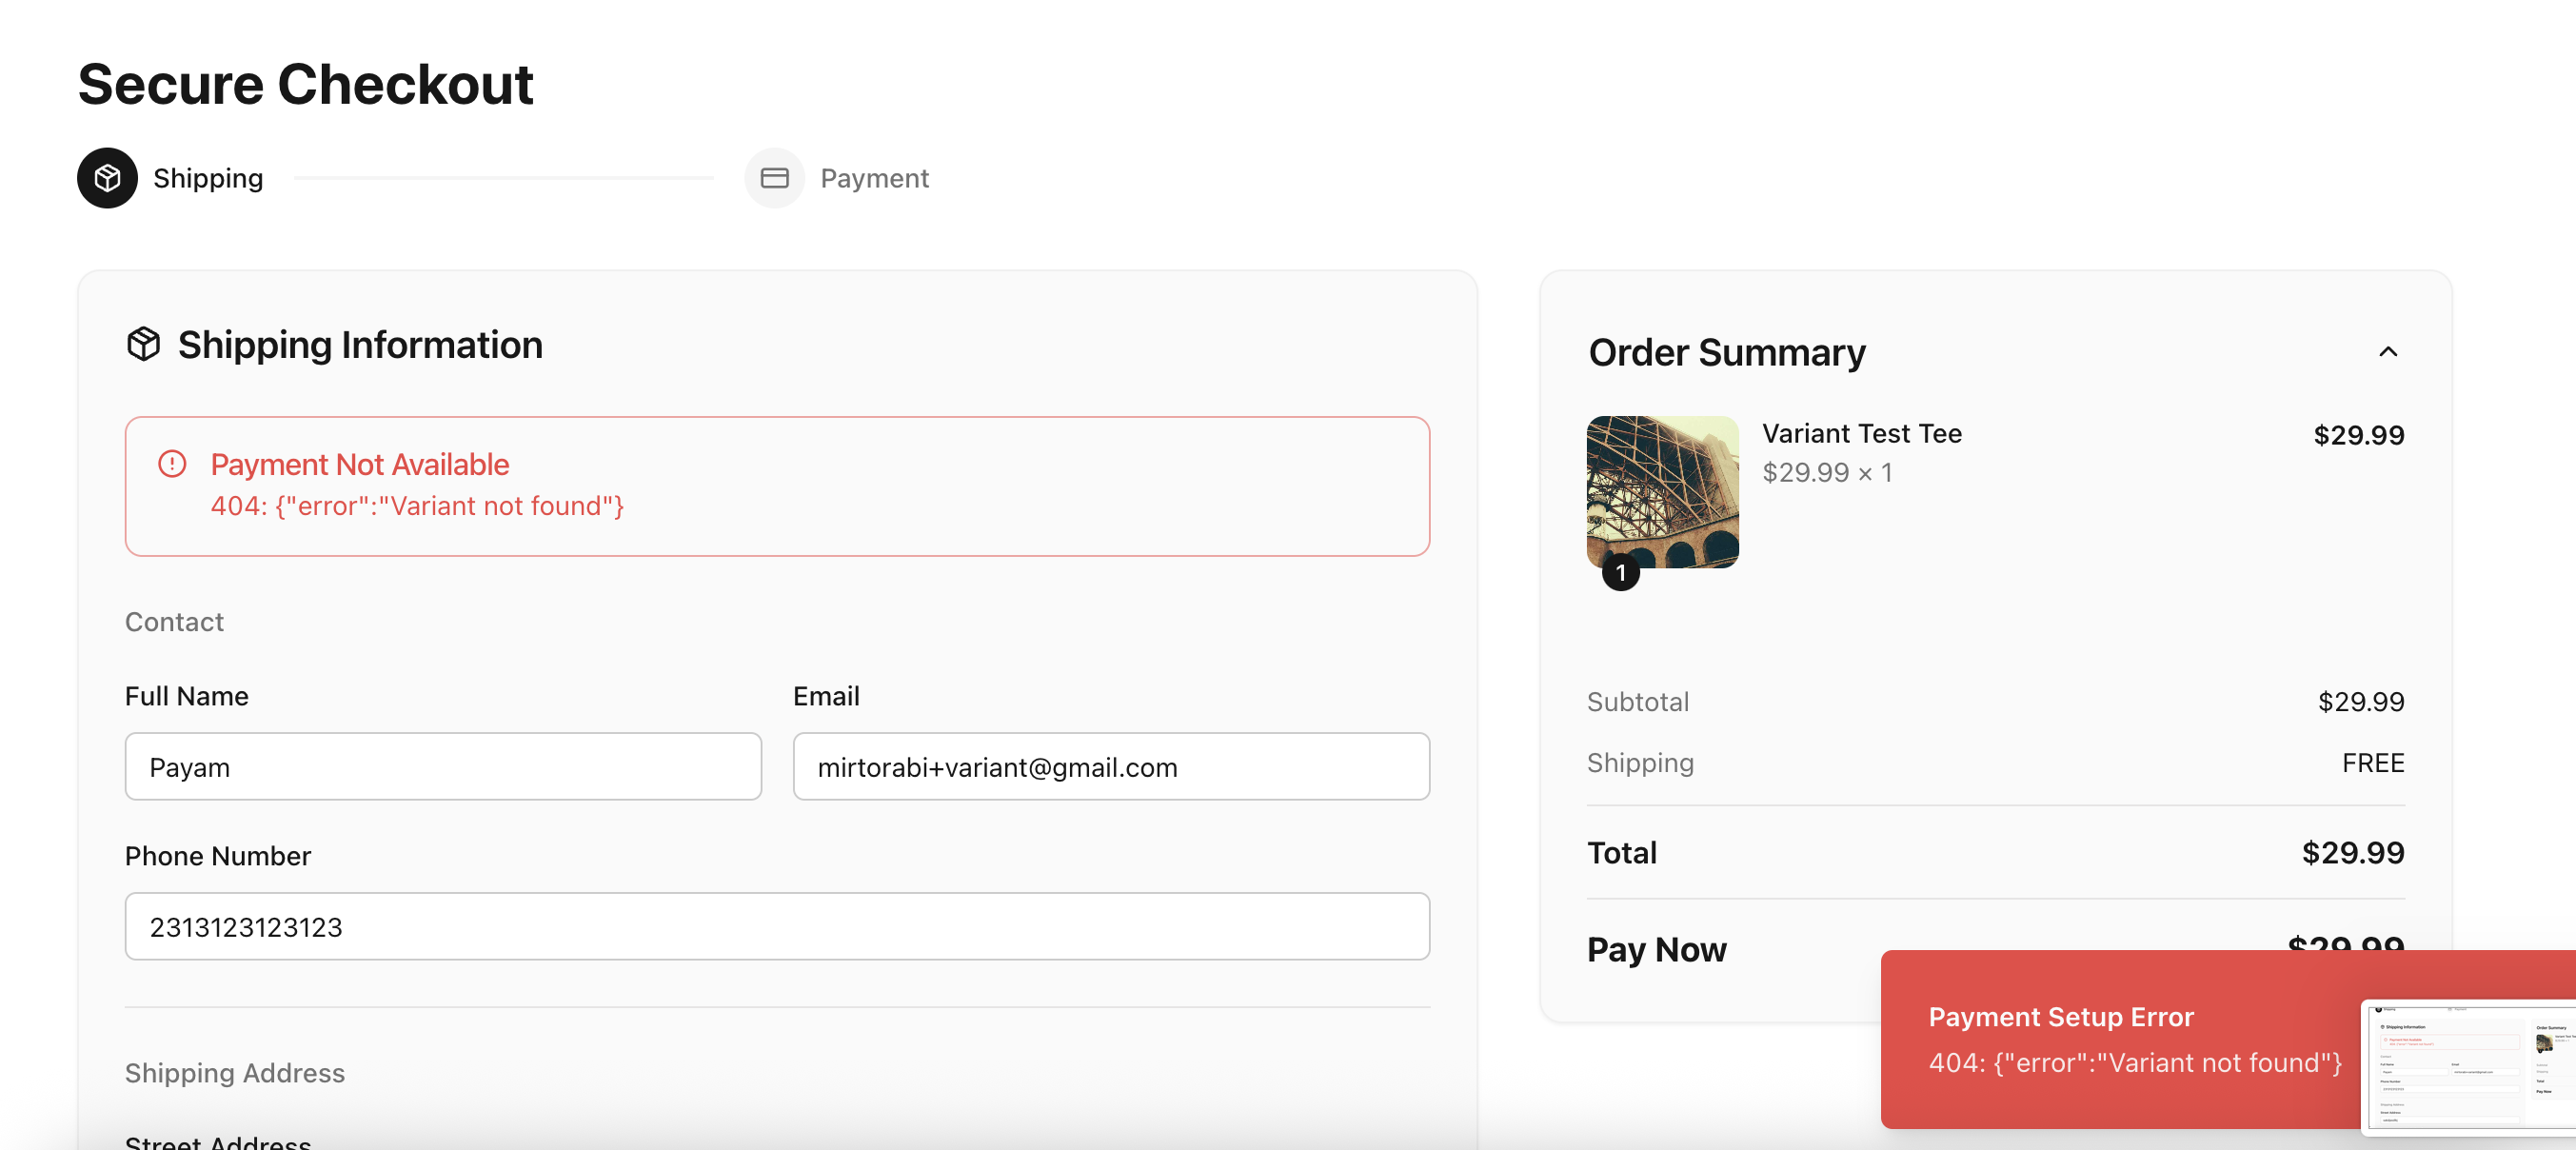 Secure Checkout
Shipping
Payment
Shipping Information
Payment Not Available
404: {"error":"Variant not found"}
Contact
Full Name
Email
Payam
mirtorabi+variant@gmail.com
Phone Number
2313123123123
Shipping Address
Street Address
Order Summary
Variant Test Tee
$29.99
$29.99 × 1
1
Subtotal
$29.99
Shipping
FREE
Total
$29.99
Pay Now
$29.99
Payment Setup Error
404: {"error":"Variant not found"}